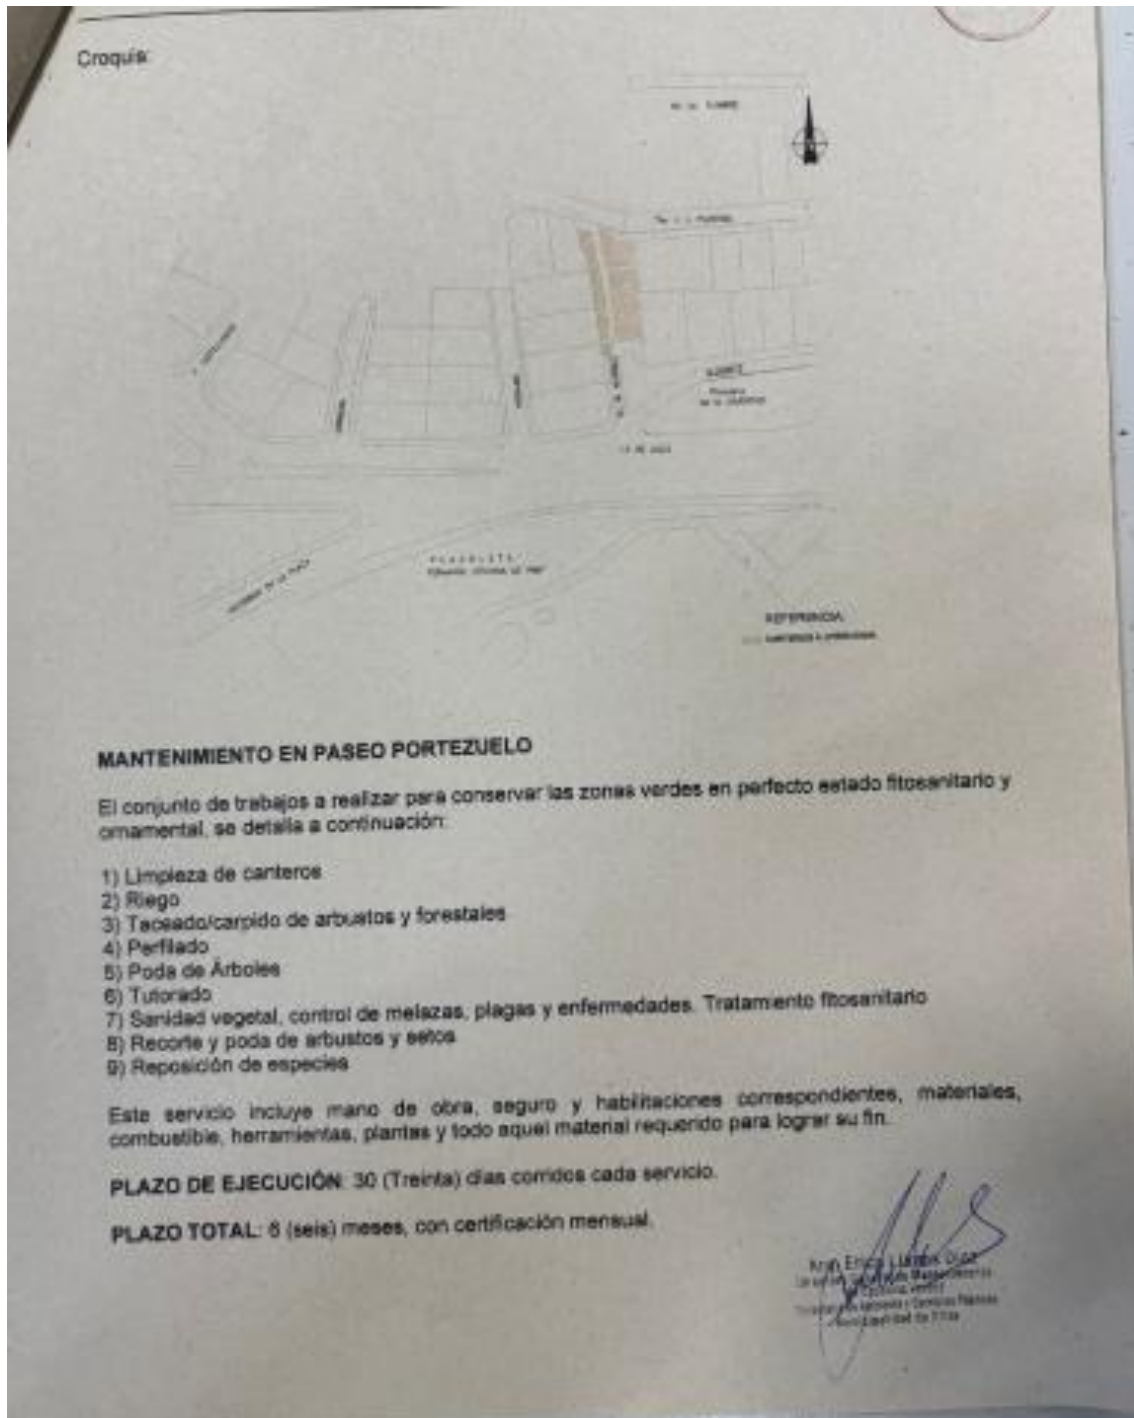 Croquis:
REFERENCIA
MANTENIMIENTO EN PASEO PORTEZUELO
El conjunto de trabajos a realizar para conservar las zonas verdes en perfecto estado fitosanitario y
ornamental, se detalla a continuación:
1) Limpieza de canteros
2) Riego
3) Taceado/carpido de arbustos y forestales
4) Perfilado
5) Poda de Árboles
6) Tutorado
7) Sanidad vegetal, control de melazas, plagas y enfermedades. Tratamiento fitosanitario
8) Recorte y poda de arbustos y setos
9) Reposición de especies
Este servicio incluye mano de obra, seguro y habilitaciones correspondientes, materiales,
combustible, herramientas, plantas y todo aquel material requerido para lograr su fin.
PLAZO DE EJECUCIÓN: 30 (Treinta) días corridos cada servicio.
PLAZO TOTAL: 6 (seis) meses, con certificación mensual.